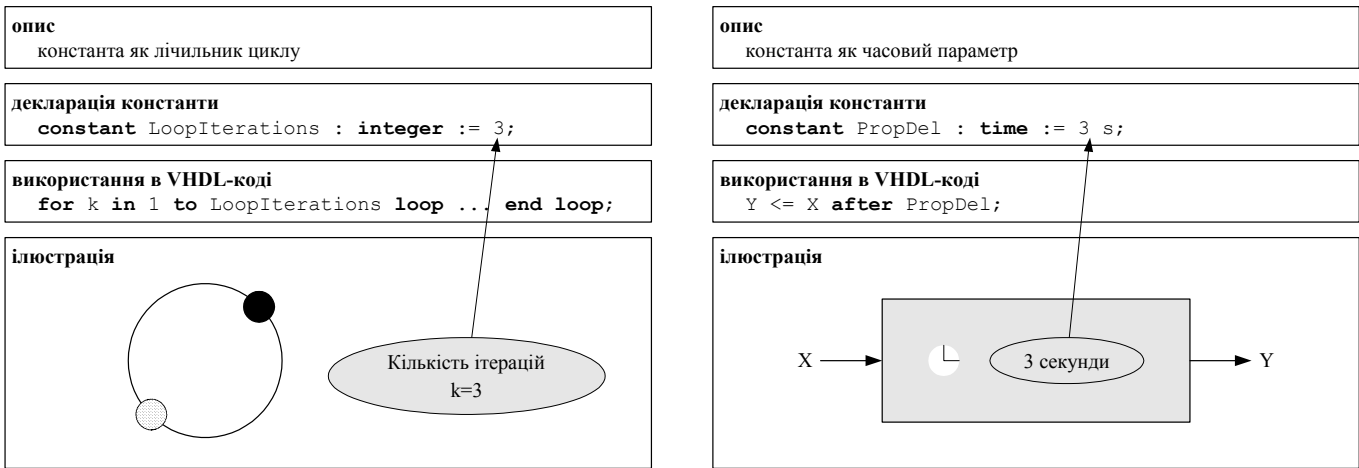 опис
константа як лічильник циклу
декларація константи
constant LoopIterations : integer := 3;
використання в VHDL-коді
for k in 1 to LoopIterations loop ... end loop;
ілюстрація
Кількість ітерацій
k=3
опис
константа як часовий параметр
декларація константи
constant PropDel : time := 3 s;
використання в VHDL-коді
Y <= X after PropDel;
ілюстрація
X
3 секунди
Y